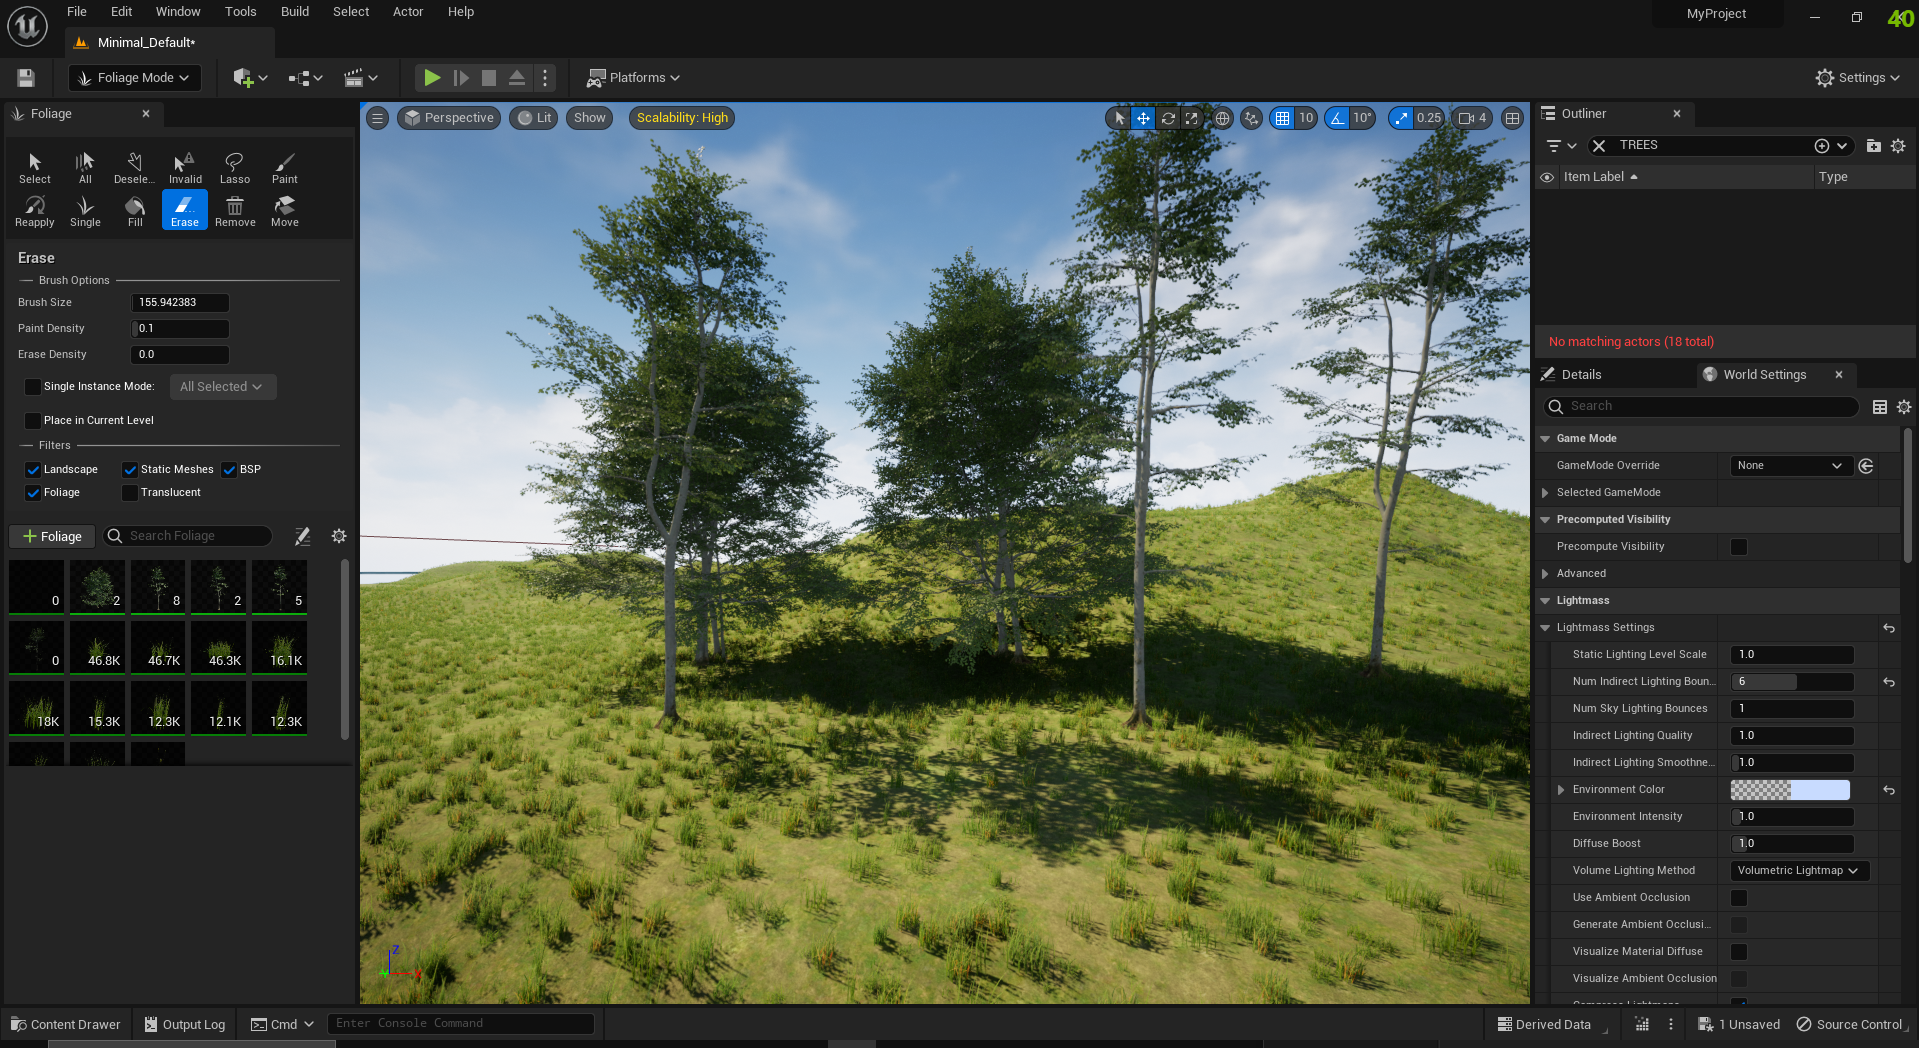 File Edit Window Tools Build Select Actor Help
MyProject
40
Minimal_Default*
Foliage Mode
Platforms
Settings
Foliage
Select All Desele... Invalid Lasso Paint
Reapply Single Fill Erase Remove Move
Erase
Brush Options
Brush Size 155.942383
Paint Density 0.1
Erase Density 0.0
Single Instance Mode: All Selected
Place in Current Level
Filters
Landscape Static Meshes BSP
Foliage Translucent
Foliage Search Foliage
0 2 8 2 5
0 46.8K 46.7K 46.3K 16.1K
18K 15.3K 12.3K 12.1K 12.3K
Perspective Lit Show Scalability: High
10 10° 0.25 4
Z
Y X
Outliner
TREES
Item Label Type
No matching actors (18 total)
Details World Settings
Search
Game Mode
GameMode Override None
Selected GameMode
Precomputed Visibility
Precompute Visibility
Advanced
Lightmass
Lightmass Settings
Static Lighting Level Scale 1.0
Num Indirect Lighting Boun... 6
Num Sky Lighting Bounces 1
Indirect Lighting Quality 1.0
Indirect Lighting Smoothne... 1.0
Environment Color
Environment Intensity 1.0
Diffuse Boost 1.0
Volume Lighting Method Volumetric Lightmap
Use Ambient Occlusion
Generate Ambient Occlusi...
Visualize Material Diffuse
Visualize Ambient Occlusion
Compress Lightmaps
Content Drawer Output Log Cmd Enter Console Command
Derived Data 1 Unsaved Source Control